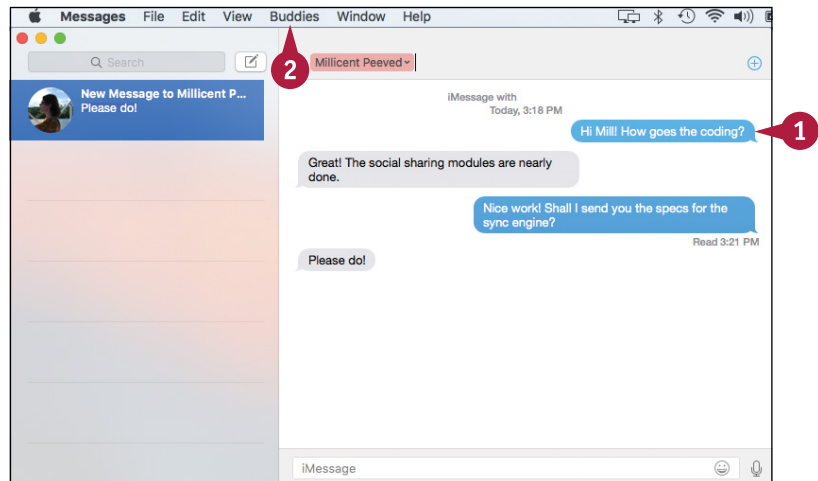 Messages File Edit View Buddies Window Help
Search
2
Millicent Peeved
New Message to Millicent P...
Please do!
iMessage with
Today, 3:18 PM
Hi Mill! How goes the coding?
1
Great! The social sharing modules are nearly
done.
Nice work! Shall I send you the specs for the
sync engine?
Read 3:21 PM
Please do!
iMessage